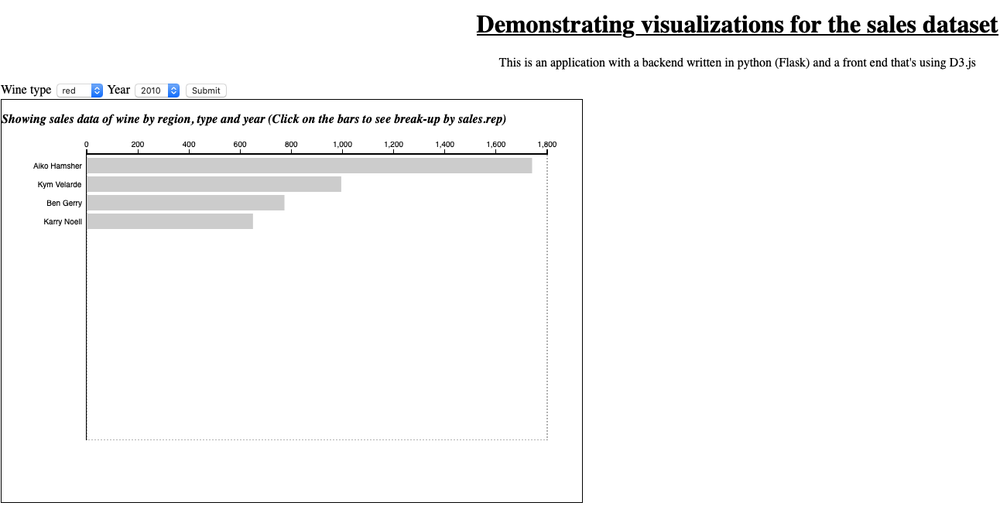 Demonstrating visualizations for the sales dataset
This is an application with a backend written in python (Flask) and a front end that's using D3.js
Wine type red Year 2010 Submit
Showing sales data of wine by region, type and year (Click on the bars to see break-up by sales.rep)
0 200 400 600 800 1,000 1,200 1,400 1,600 1,800
Aiko Hamsher
Kym Velarde
Ben Gerry
Karry Noell